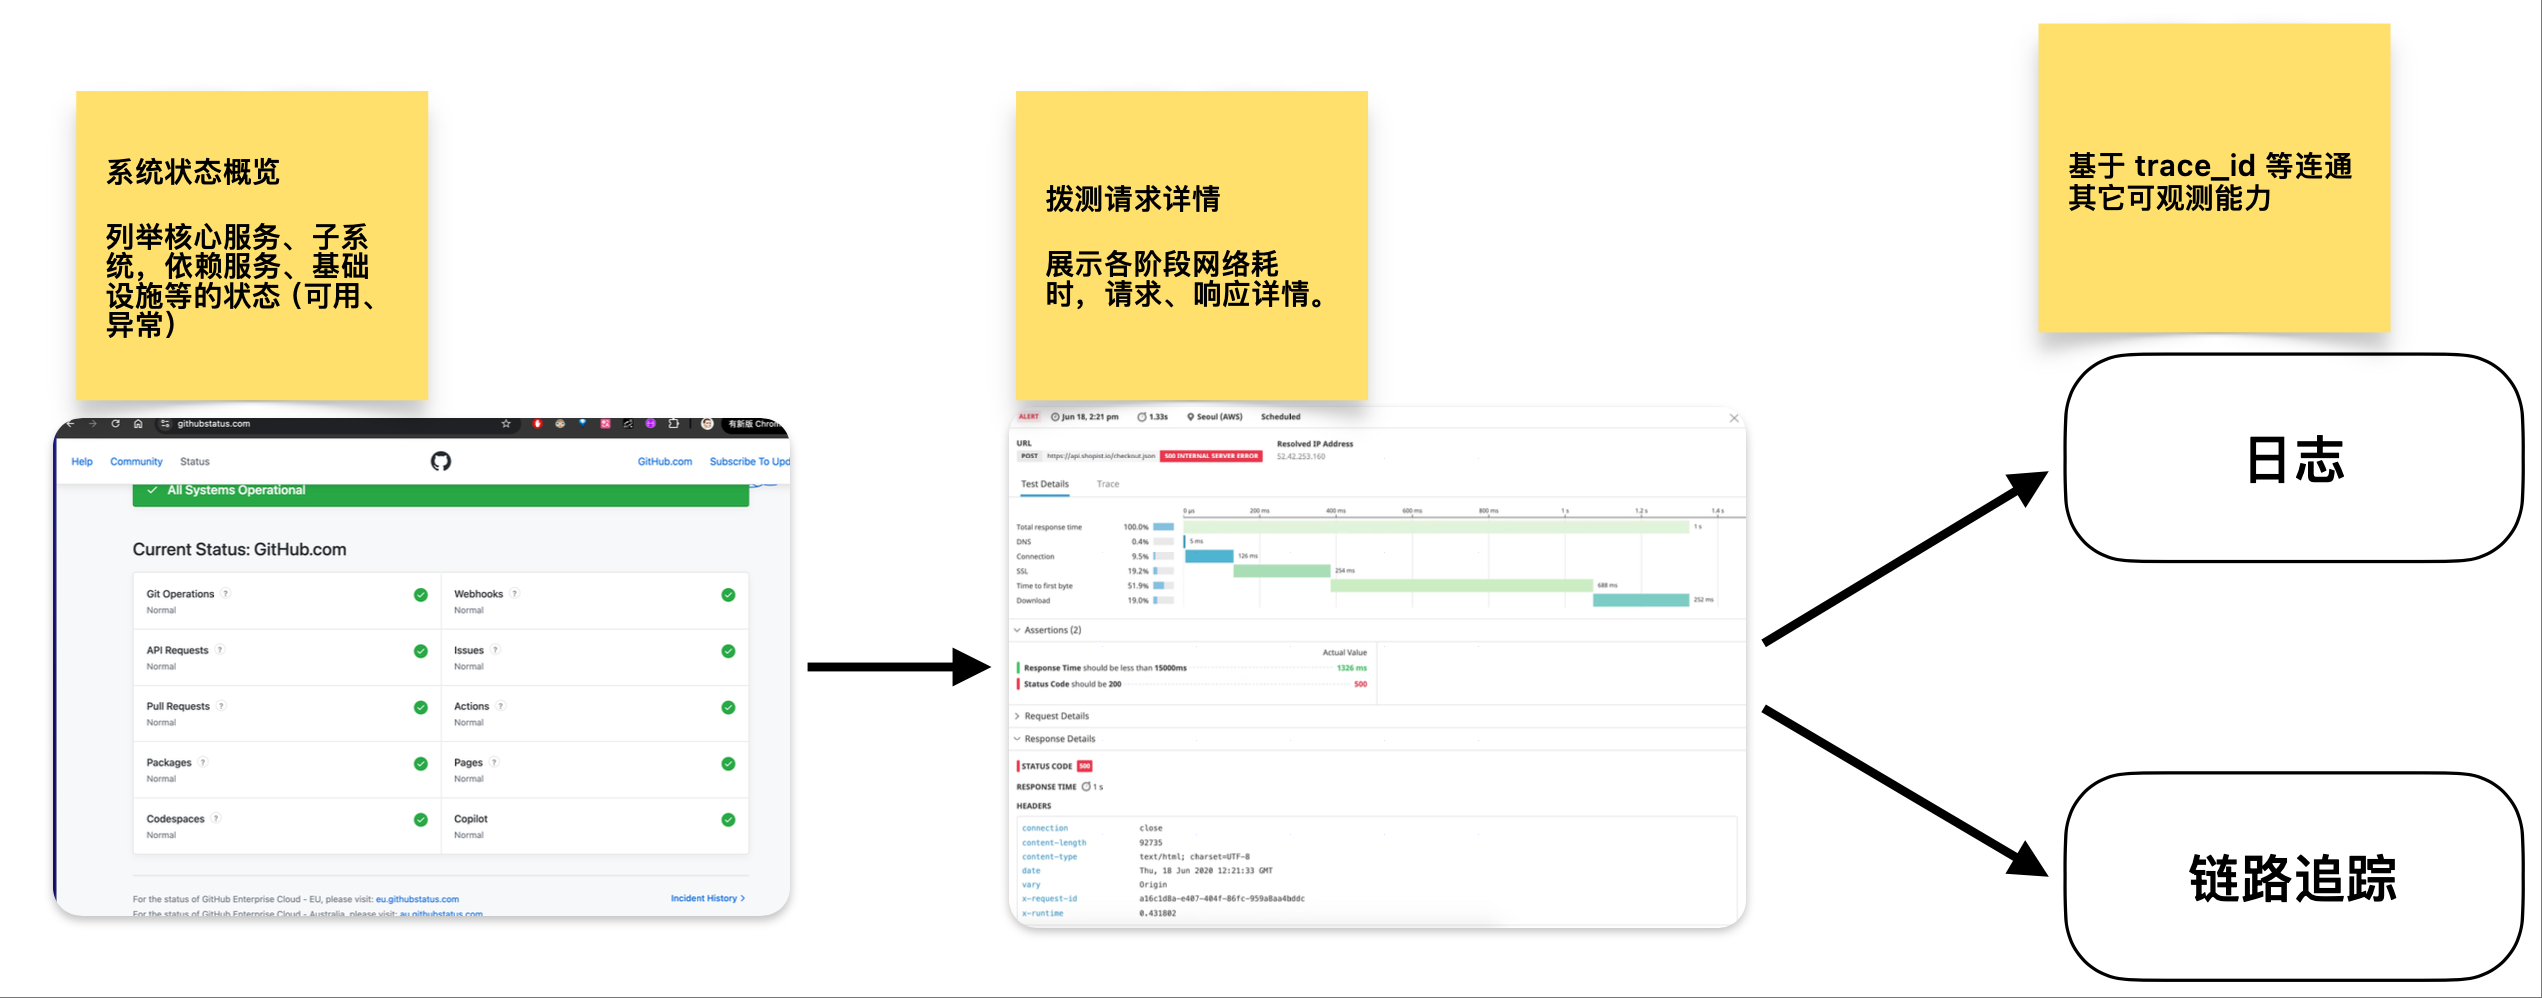 系统状态概览
列举核心服务、子系
统，依赖服务、基础
设施等的状态（可用、
异常）
githubstatus.com
有新版 Chrom
Help
Community
Status
GitHub.com
Subscribe To Upd
All Systems Operational
Current Status: GitHub.com
Git Operations ?
Normal
Webhooks ?
Normal
API Requests ?
Normal
Issues ?
Normal
Pull Requests ?
Normal
Actions ?
Normal
Packages ?
Normal
Pages ?
Normal
Codespaces ?
Normal
Copilot
Normal
For the status of GitHub Enterprise Cloud - EU, please visit: eu.githubstatus.com
Incident History
For the status of GitHub Enterprise Cloud - Australia, please visit: au.githubstatus.com
拨测请求详情
展示各阶段网络耗
时，请求、响应详情。
ALERT Jun 18, 2:21 pm 1.33s Seoul (AWS) Scheduled
URL
Resolved IP Address
POST https://api.shopist.io/checkout.json 500 INTERNAL SERVER ERROR
52.42.253.160
Test Details
Trace
0 µs 200 ms 400 ms 600 ms 800 ms 1 s 1.2 s 1.4 s
Total response time 100.0% 1 s
DNS 0.4% 5 ms
Connection 9.5% 126 ms
SSL 19.2% 254 ms
Time to first byte 51.9% 688 ms
Download 19.0% 252 ms
Assertions (2)
Actual Value
Response Time should be less than 15000ms 1326 ms
Status Code should be 200 500
Request Details
Response Details
STATUS CODE 500
RESPONSE TIME 1 s
HEADERS
connection close
content-length 92735
content-type text/html; charset=UTF-8
date Thu, 18 Jun 2020 12:21:33 GMT
vary Origin
x-request-id a16c1d8a-e407-404f-86fc-959a8aa4bddc
x-runtime 0.431802
基于 trace_id 等连通
其它可观测能力
日志
链路追踪